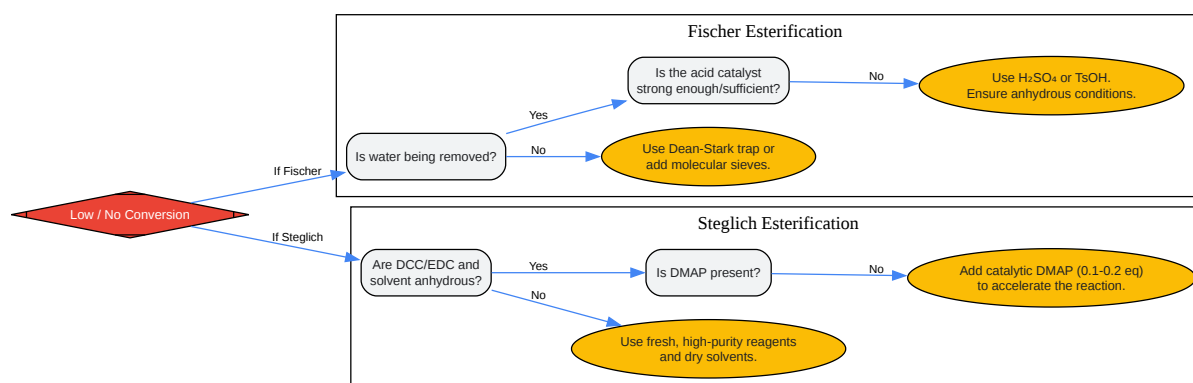 Fischer Esterification
Is the acid catalyst
strong enough/sufficient?
No
Use H₂SO₄ or TsOH.
Ensure anhydrous conditions.
Yes
Is water being removed?
No
Use Dean-Stark trap or
add molecular sieves.
If Fischer
Low / No Conversion
If Steglich
Steglich Esterification
Are DCC/EDC and
solvent anhydrous?
Yes
Is DMAP present?
No
Add catalytic DMAP (0.1-0.2 eq)
to accelerate the reaction.
No
Use fresh, high-purity reagents
and dry solvents.